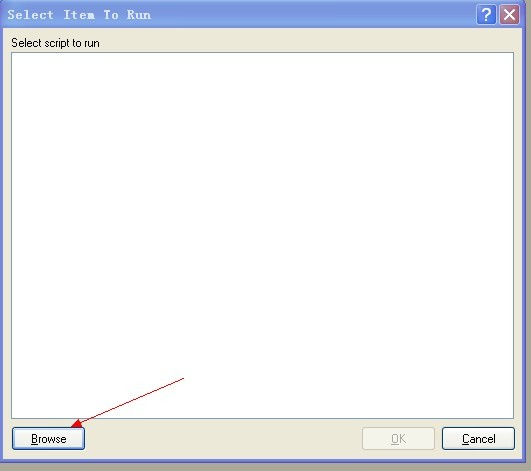 Select Item To Run
?
Select script to run
Browse
OK
Cancel